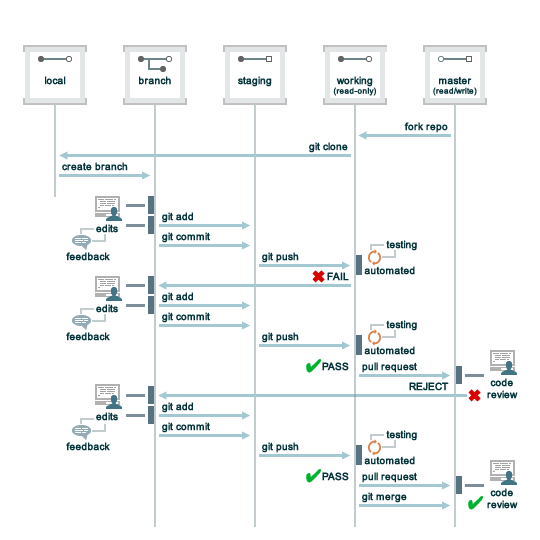 local
branch
staging
working
(read-only)
master
(read/write)
fork repo
git clone
create branch
edits
feedback
git add
git commit
git push
testing
automated
FAIL
edits
feedback
git add
git commit
git push
testing
automated
PASS
pull request
code
review
REJECT
edits
feedback
git add
git commit
git push
testing
automated
PASS
pull request
code
review
git merge